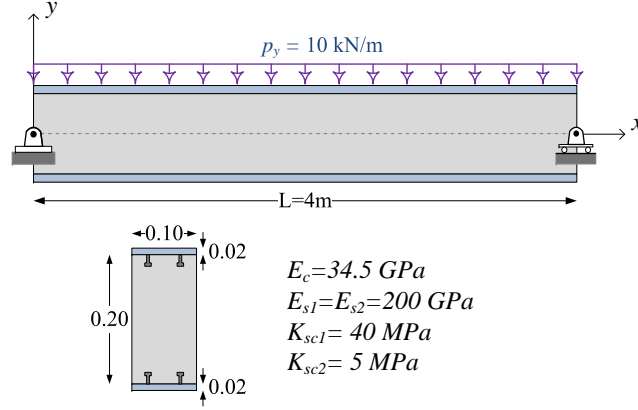 y
p_y = 10 kN/m
x
L=4m
0.10
0.02
0.20
0.02
E_c=34.5 GPa
E_s1=E_s2=200 GPa
K_sc1= 40 MPa
K_sc2= 5 MPa